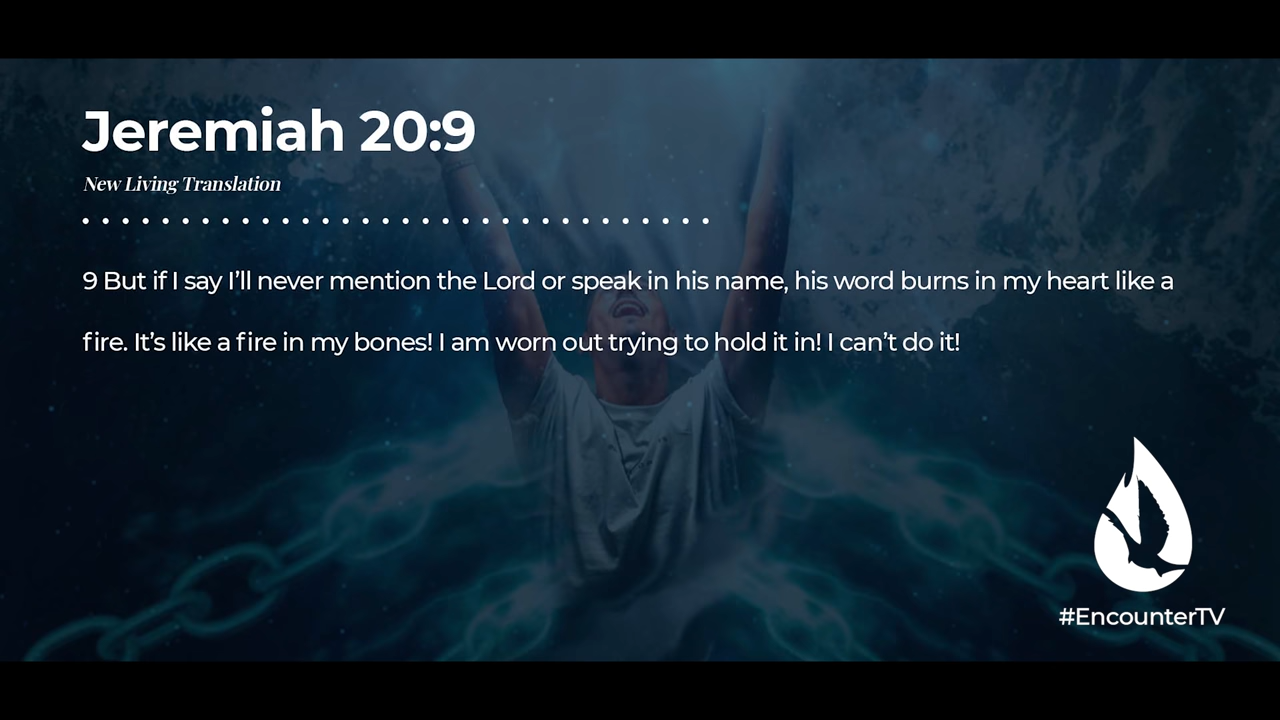 Jeremiah 20:9
New Living Translation
9 But if I say I’ll never mention the Lord or speak in his name, his word burns in my heart like a
fire. It’s like a fire in my bones! I am worn out trying to hold it in! I can’t do it!
#EncounterTV